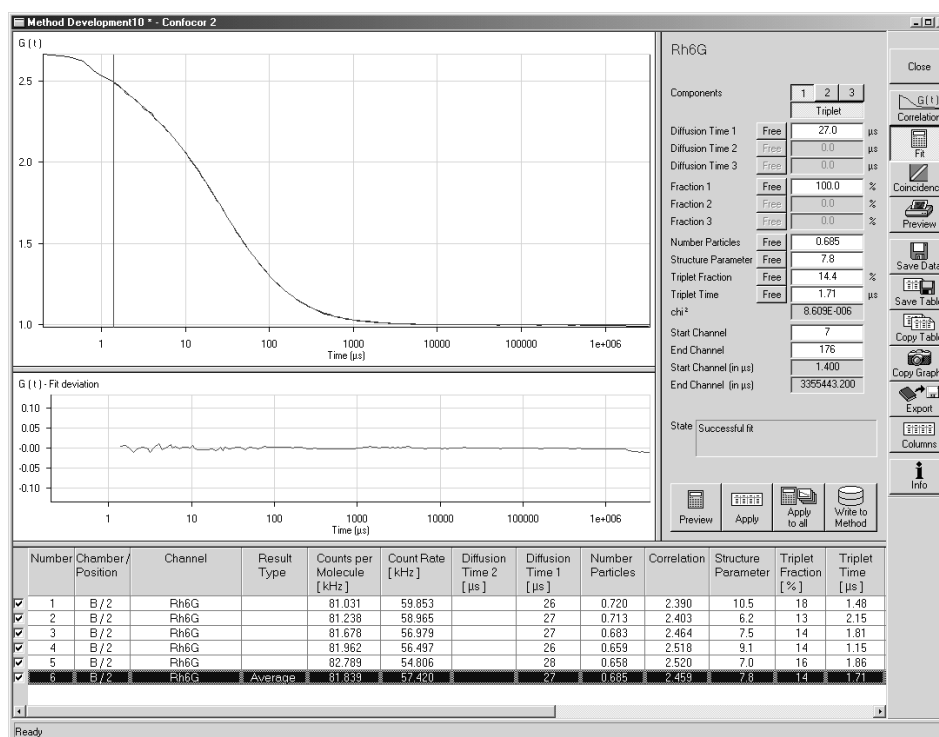 Method Development10 * - Confocor 2
G ( t )
2.5
2.0
1.5
1.0
1 10 100 1000 10000 100000 1e+006
Time (µs)
G ( t ) - Fit deviation
0.10
0.05
-0.00
-0.05
-0.10
1 10 100 1000 10000 100000 1e+006
Time (µs)
Rh6G
Components 1 2 3
Triplet
Diffusion Time 1 Free 27.0 µs
Diffusion Time 2 Free 0.0 µs
Diffusion Time 3 Free 0.0 µs
Fraction 1 Free 100.0 %
Fraction 2 Free 0.0 %
Fraction 3 Free 0.0 %
Number Particles Free 0.685
Structure Parameter Free 7.8
Triplet Fraction Free 14.4 %
Triplet Time Free 1.71 µs
chi² 8.609E-006
Start Channel 7
End Channel 176
Start Channel (in µs) 1.400
End Channel (in µs) 3355443.200
State Successful fit
Preview Apply Apply to all Write to Method
Close
G(t)
Correlation
Fit
Coincidenc
Preview
Save Data
Save Table
Copy Table
Copy Graph
Export
Columns
Info
Number Chamber / Position Channel Result Type Counts per Molecule [ kHz ] Count Rate [ kHz ] Diffusion Time 2 [ µs ] Diffusion Time 1 [ µs ] Number Particles Correlation Structure Parameter Triplet Fraction [ % ] Triplet Time [ µs ]
1 B / 2 Rh6G 81.031 59.853 26 0.720 2.390 10.5 18 1.48
2 B / 2 Rh6G 81.238 58.965 27 0.713 2.403 6.2 13 2.15
3 B / 2 Rh6G 81.678 56.979 27 0.683 2.464 7.5 14 1.81
4 B / 2 Rh6G 81.962 56.497 26 0.659 2.518 9.1 14 1.15
5 B / 2 Rh6G 82.789 54.806 28 0.658 2.520 7.0 16 1.86
6 B / 2 Rh6G Average 81.839 57.420 27 0.685 2.459 7.8 14 1.71
Ready